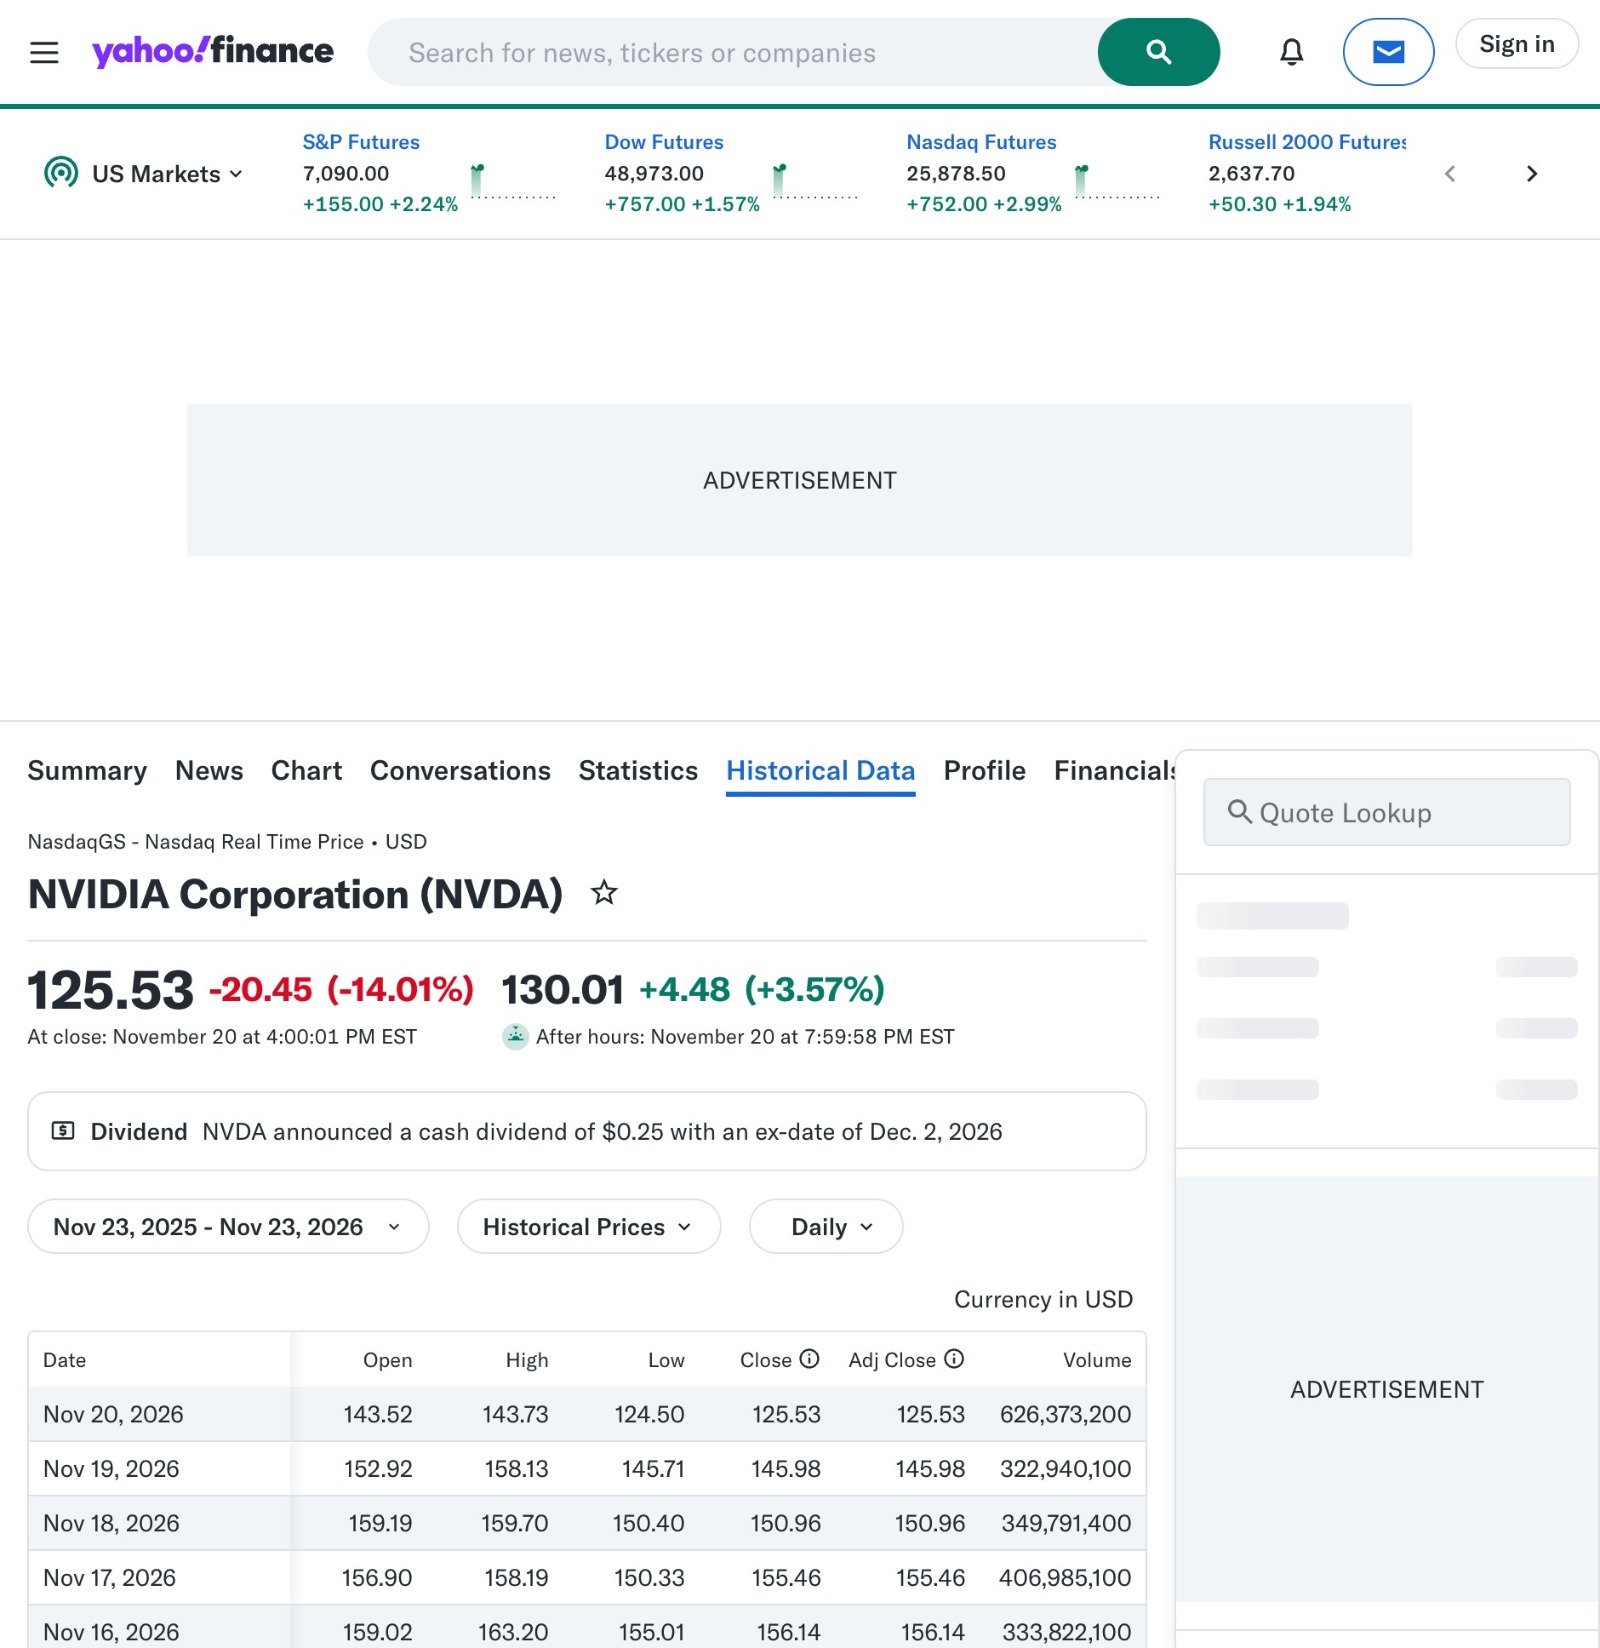 yahoo!finance
Search for news, tickers or companies
Sign in
US Markets
S&P Futures
7,090.00
+155.00 +2.24%
Dow Futures
48,973.00
+757.00 +1.57%
Nasdaq Futures
25,878.50
+752.00 +2.99%
Russell 2000 Futures
2,637.70
+50.30 +1.94%
ADVERTISEMENT
Summary News Chart Conversations Statistics Historical Data Profile Financials
Quote Lookup
NasdaqGS - Nasdaq Real Time Price • USD
NVIDIA Corporation (NVDA)
125.53 -20.45 (-14.01%) 130.01 +4.48 (+3.57%)
At close: November 20 at 4:00:01 PM EST After hours: November 20 at 7:59:58 PM EST
Dividend NVDA announced a cash dividend of $0.25 with an ex-date of Dec. 2, 2026
Nov 23, 2025 - Nov 23, 2026 Historical Prices Daily
Currency in USD
Date Open High Low Close Adj Close Volume
Nov 20, 2026 143.52 143.73 124.50 125.53 125.53 626,373,200
Nov 19, 2026 152.92 158.13 145.71 145.98 145.98 322,940,100
Nov 18, 2026 159.19 159.70 150.40 150.96 150.96 349,791,400
Nov 17, 2026 156.90 158.19 150.33 155.46 155.46 406,985,100
Nov 16, 2026 159.02 163.20 155.01 156.14 156.14 333,822,100
ADVERTISEMENT